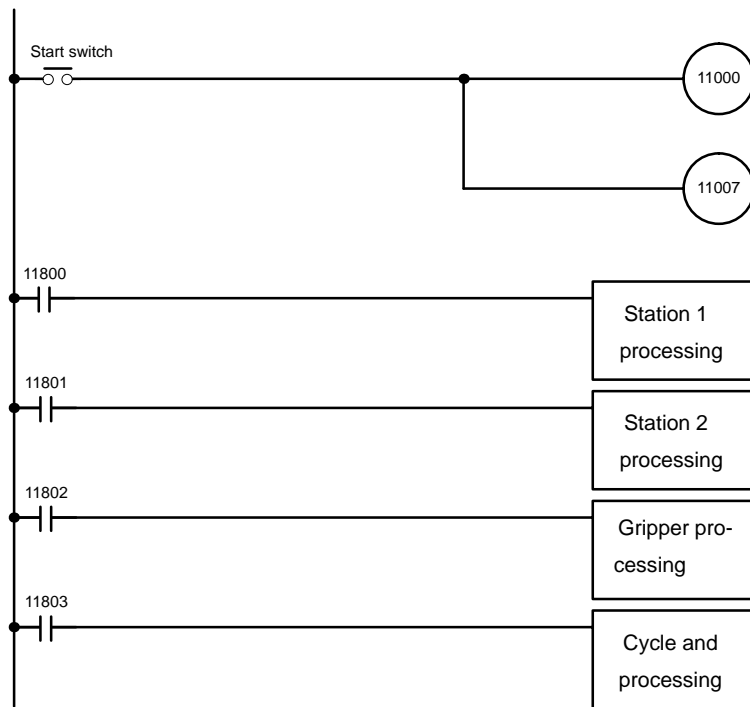 Start switch
11000
11007
11800
Station 1
processing
11801
Station 2
processing
11802
Gripper pro-
cessing
11803
Cycle and
processing